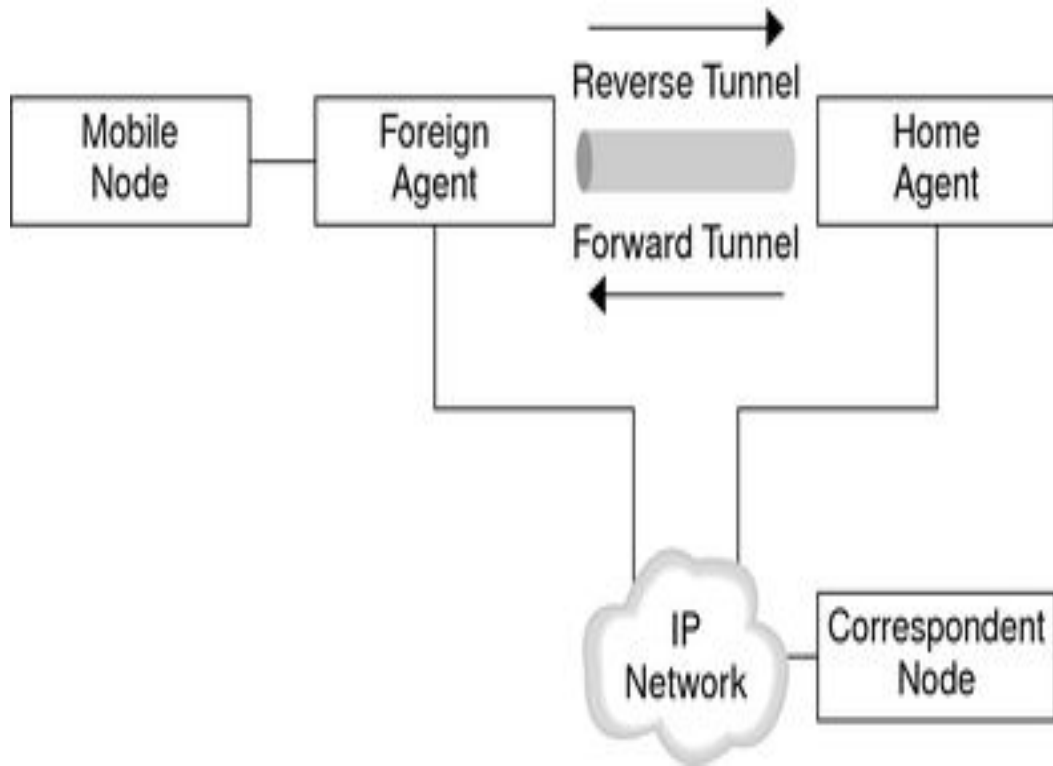 Reverse Tunnel
Mobile
Node
Foreign
Agent
Home
Agent
Forward Tunnel
IP
Network
Correspondent
Node